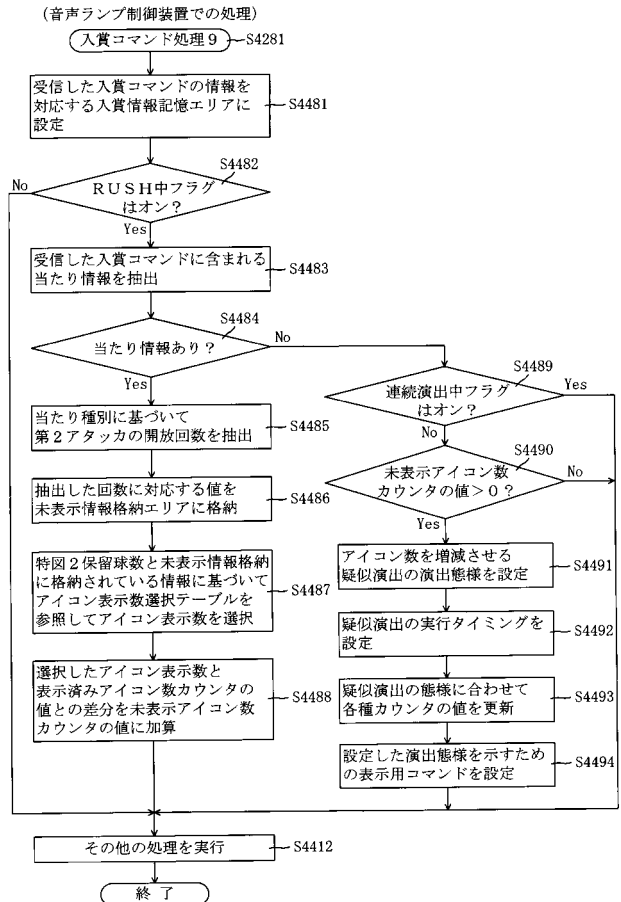 (音声ランプ制御装置での処理)
入賞コマンド処理9
S4281
受信した入賞コマンドの情報を
対応する入賞情報記憶エリアに
設定
S4481
S4482
No
RUSH中フラグ
はオン?
Yes
受信した入賞コマンドに含まれる
当たり情報を抽出
S4483
S4484
当たり情報あり?
No
Yes
当たり種別に基づいて
第2アタッカの開放回数を抽出
S4485
抽出した回数に対応する値を
未表示情報格納エリアに格納
S4486
特図2保留球数と未表示情報格納
に格納されている情報に基づいて
アイコン表示数選択テーブルを
参照してアイコン表示数を選択
S4487
選択したアイコン表示数と
表示済みアイコン数カウンタの
値との差分を未表示アイコン数
カウンタの値に加算
S4488
S4489
連続演出中フラグ
はオン?
Yes
No
S4490
未表示アイコン数
カウンタの値>0?
No
Yes
アイコン数を増減させる
疑似演出の演出態様を設定
S4491
疑似演出の実行タイミングを
設定
S4492
疑似演出の態様に合わせて
各種カウンタの値を更新
S4493
設定した演出態様を示すため
の表示用コマンドを設定
S4494
その他の処理を実行
S4412
終了